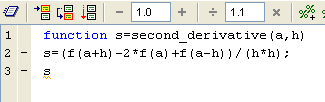 − 1.0 + ÷ 1.1 ×
1 function s=second_derivative(a,h)
2 − s=(f(a+h)-2*f(a)+f(a-h))/(h*h);
3 − s